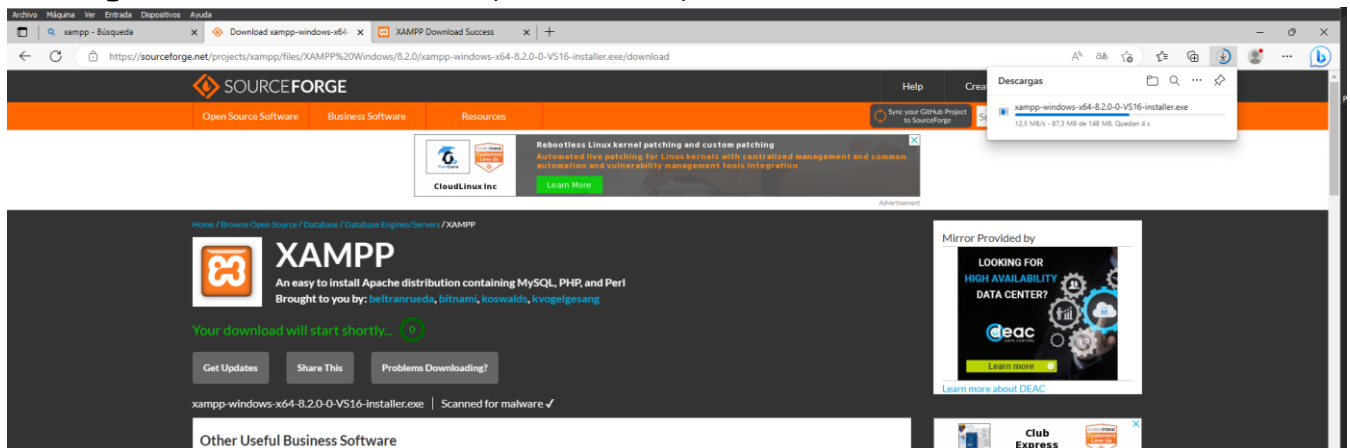 Archivo Máquina Ver Entrada Dispositivos Ayuda
xampp - Búsqueda
Download xampp-windows-x64-
XAMPP Download Success
https://sourceforge.net/projects/xampp/files/XAMPP%20Windows/8.2.0/xampp-windows-x64-8.2.0-0-VS16-installer.exe/download
SOURCEFORGE
Help
Crea
Descargas
xampp-windows-x64-8.2.0-0-VS16-installer.exe
12,5 MB/s - 87,3 MB de 148 MB, Quedan 4 s
Open Source Software Business Software Resources
Sync your GitHub Project
to SourceForge
CloudLinux Inc
Rebootless Linux kernel patching and custom patching
Automated live patching for Linux kernels with centralized management and common
automation and vulnerability management tools integration
Learn More
Advertisement
Home / Browse Open Source / Database / Database Engines/Servers / XAMPP
XAMPP
An easy to install Apache distribution containing MySQL, PHP, and Perl
Brought to you by: beltranrueda, bitnami, koswalds, kvogelgesang
Your download will start shortly... 0
Get Updates Share This Problems Downloading?
xampp-windows-x64-8.2.0-0-VS16-installer.exe | Scanned for malware ✓
Other Useful Business Software
Mirror Provided by
LOOKING FOR
HIGH AVAILABILITY
DATA CENTER?
deac
Learn more
Learn more about DEAC
Club
Express